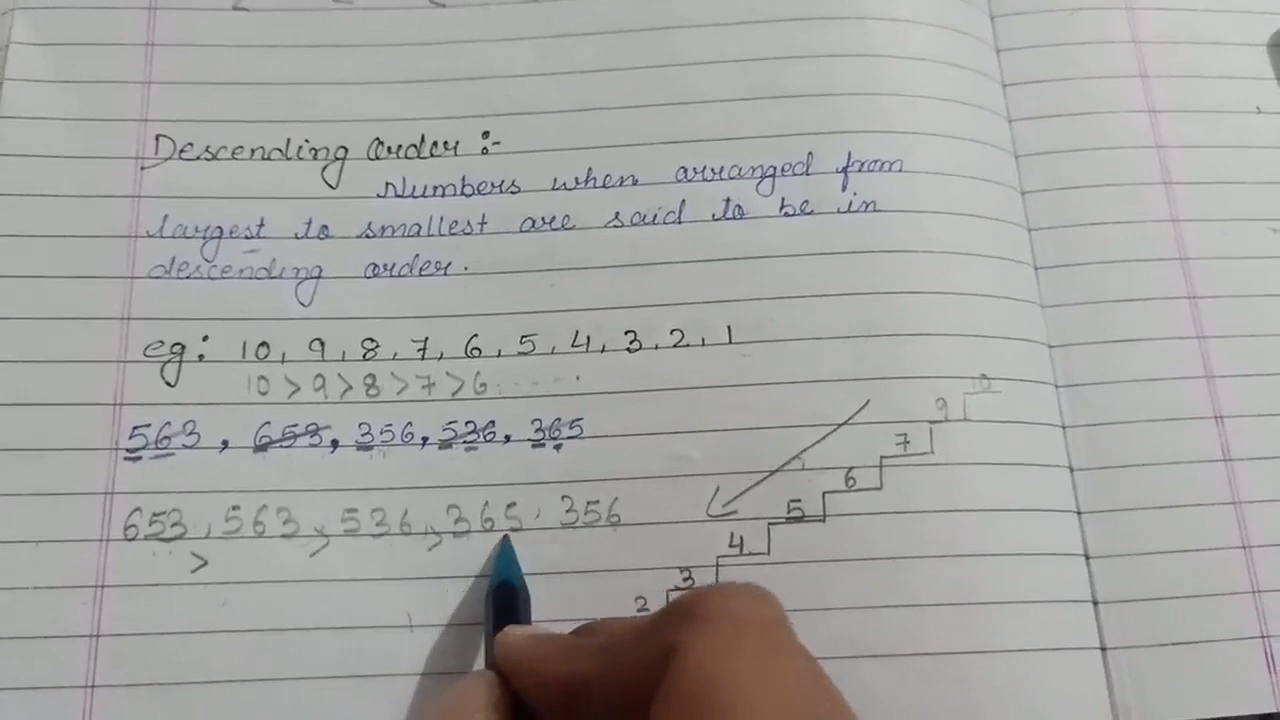 Descending order :-
Numbers when arranged from
largest to smallest are said to be in
descending order.
eg: 10, 9, 8, 7, 6, 5, 4, 3, 2, 1
10 > 9 > 8 > 7 > 6 ......
563, 653, 356, 536, 365
653, 563, 536, 365, 356
> > >
10
9
7
6
5
4
3
2